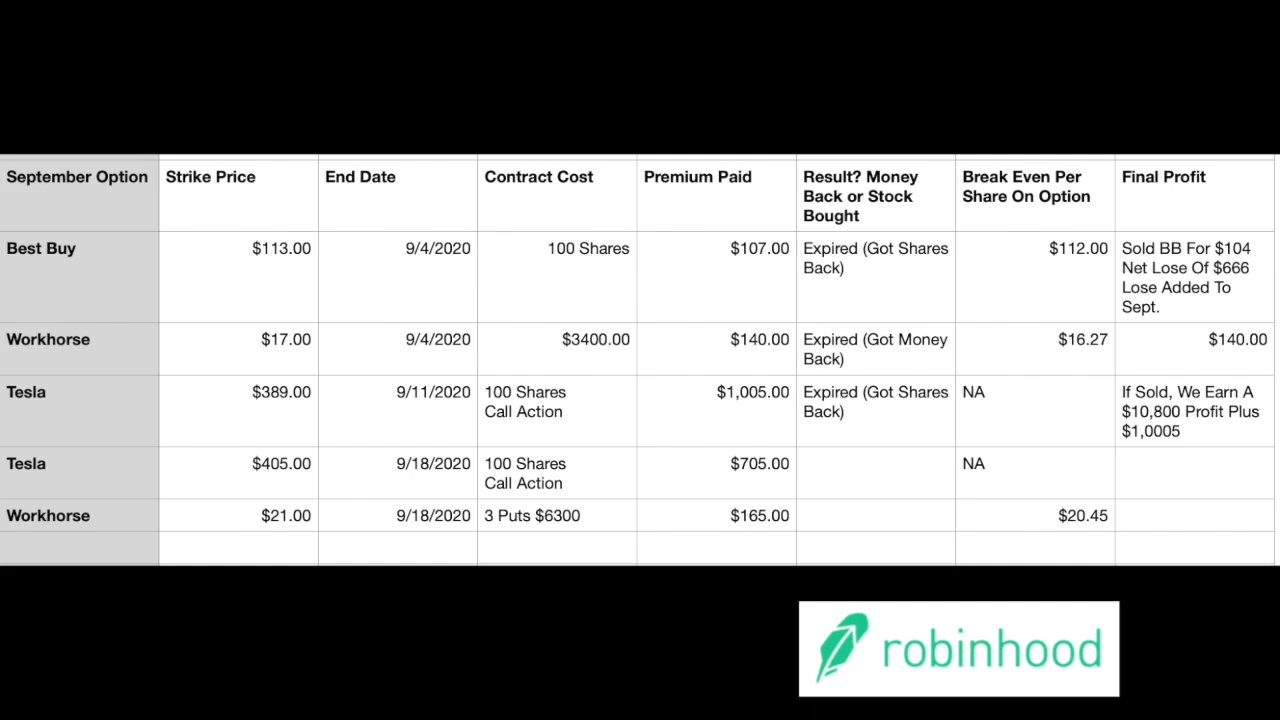 September Option Strike Price End Date Contract Cost Premium Paid Result? Money Break Even Per Final Profit
Back or Stock Share On Option
Bought
Best Buy $113.00 9/4/2020 100 Shares $107.00 Expired (Got Shares $112.00 Sold BB For $104
Back) Net Lose Of $666
Lose Added To
Sept.
Workhorse $17.00 9/4/2020 $3400.00 $140.00 Expired (Got Money $16.27 $140.00
Back)
Tesla $389.00 9/11/2020 100 Shares $1,005.00 Expired (Got Shares NA If Sold, We Earn A
Call Action Back) $10,800 Profit Plus
$1,0005
Tesla $405.00 9/18/2020 100 Shares $705.00 NA
Call Action
Workhorse $21.00 9/18/2020 3 Puts $6300 $165.00 $20.45
robinhood